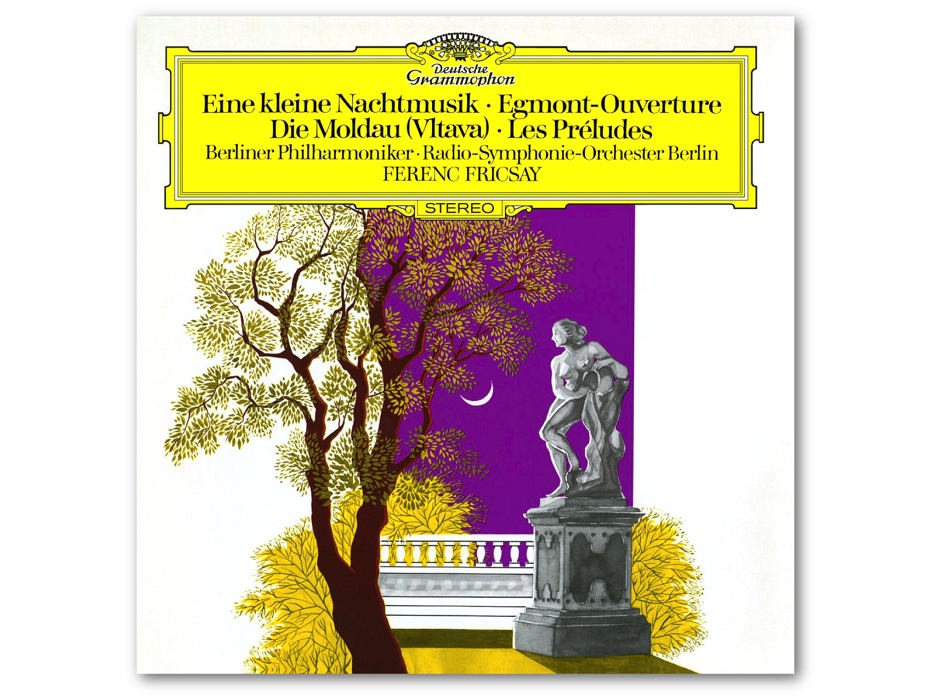 Deutsche
Grammophon
Eine kleine Nachtmusik · Egmont-Ouverture
Die Moldau (Vltava) · Les Préludes
Berliner Philharmoniker · Radio-Symphonie-Orchester Berlin
FERENC FRICSAY
STEREO